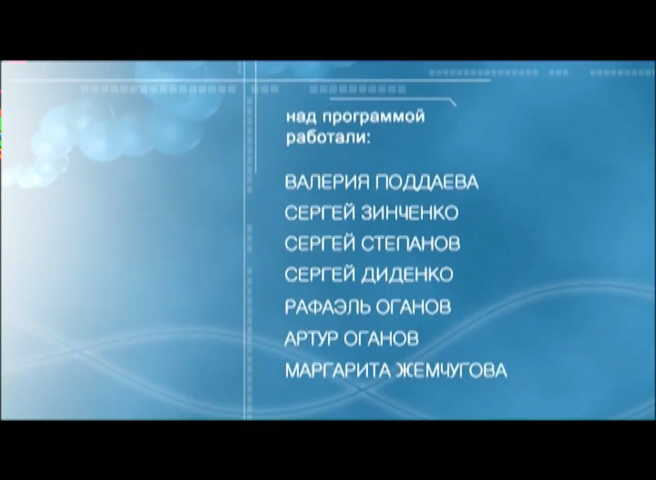 над программой
работали:
ВАЛЕРИЯ ПОДДАЕВА
СЕРГЕЙ ЗИНЧЕНКО
СЕРГЕЙ СТЕПАНОВ
СЕРГЕЙ ДИДЕНКО
РАФАЭЛЬ ОГАНОВ
АРТУР ОГАНОВ
МАРГАРИТА ЖЕМЧУГОВА